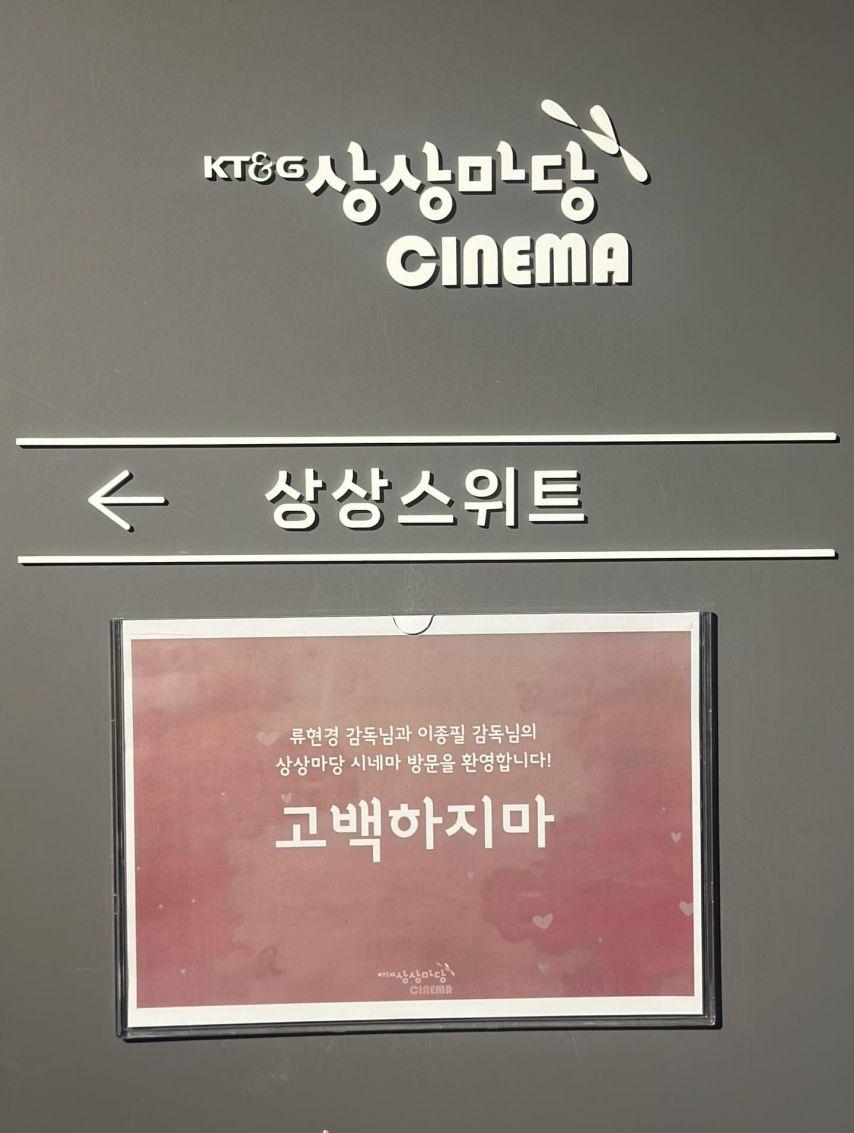 KT&G 상상마당
CINEMA
← 상상스위트
류현경 감독님과 이종필 감독님의
상상마당 시네마 방문을 환영합니다!
고백하지마
KT&G 상상마당
CINEMA